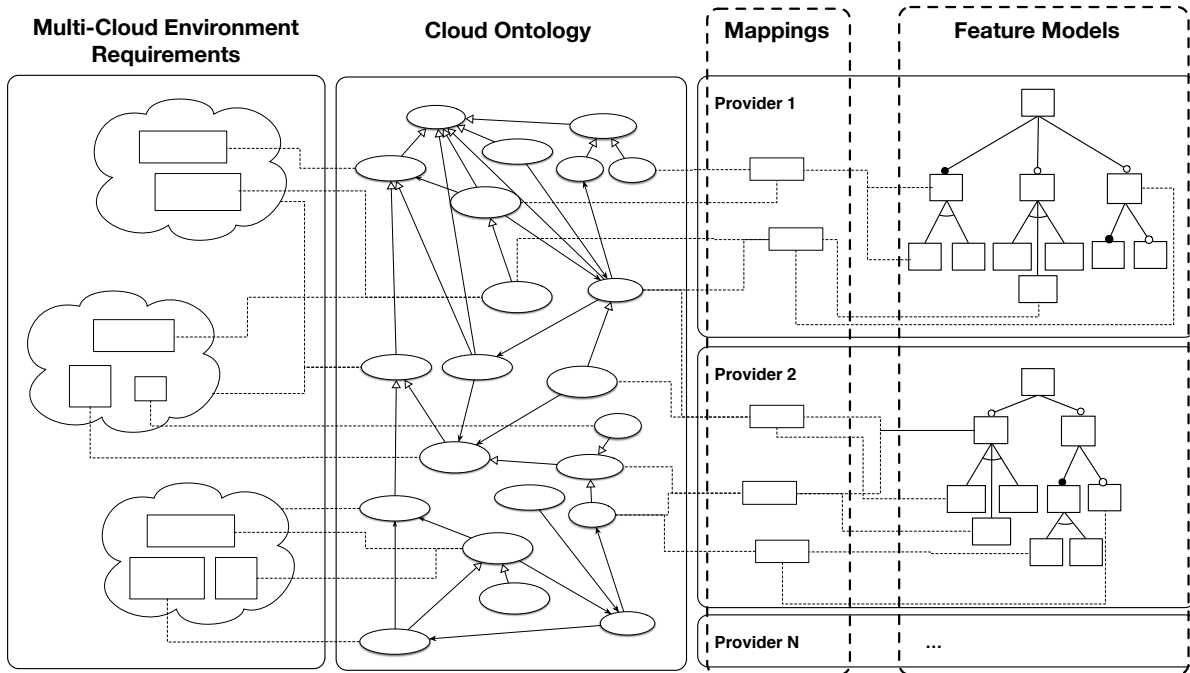 Multi-Cloud Environment
Requirements
Cloud Ontology
Mappings
Feature Models
Provider 1
Provider 2
Provider N
...